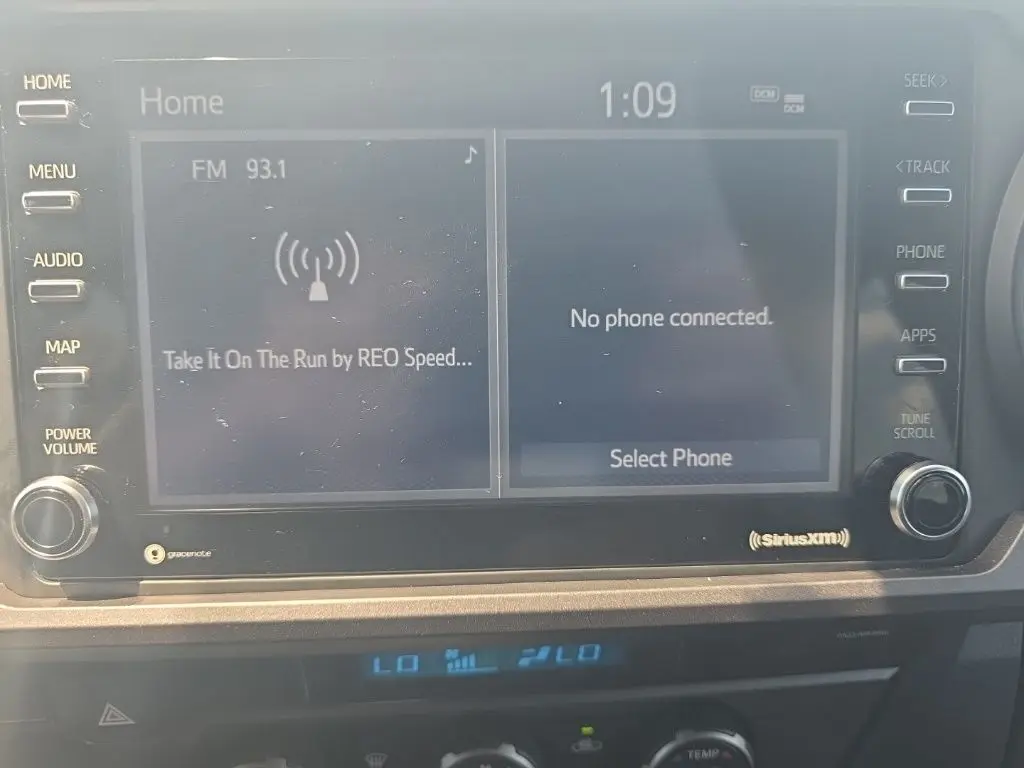 HOME
Home
1:09
DCM
DCM
SEEK>
MENU
FM 93.1
<TRACK
AUDIO
PHONE
No phone connected.
MAP
Take It On The Run by REO Speed...
APPS
POWER
VOLUME
TUNE
SCROLL
Select Phone
gracenote
((SiriusXM))
LO
LO
TEMP